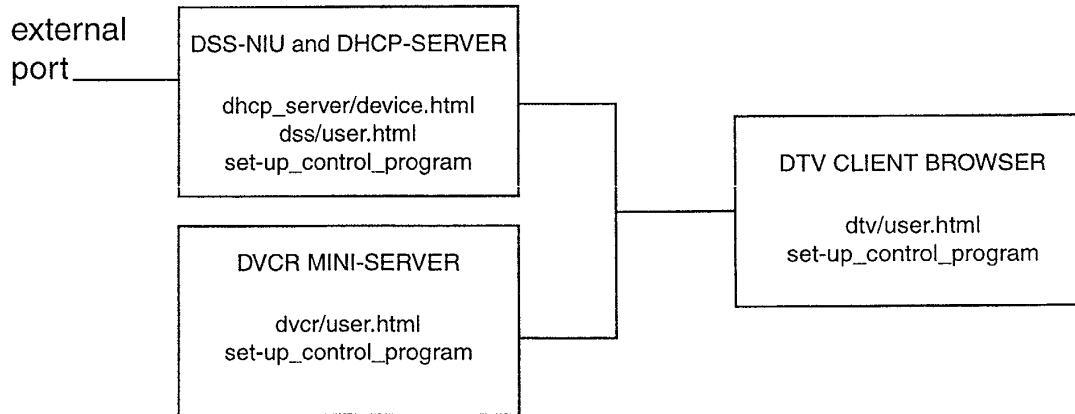 external
port
DSS-NIU and DHCP-SERVER
dhcp_server/device.html
dss/user.html
set-up_control_program
DVCR MINI-SERVER
dvcr/user.html
set-up_control_program
DTV CLIENT BROWSER
dtv/user.html
set-up_control_program